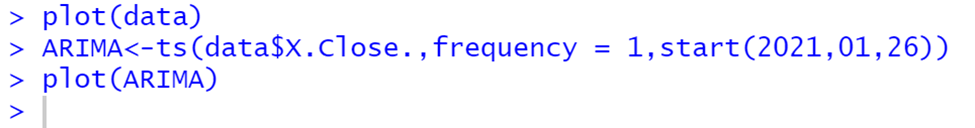 > plot(data)
> ARIMA<-ts(data$X.Close.,frequency = 1,start(2021,01,26))
> plot(ARIMA)
>